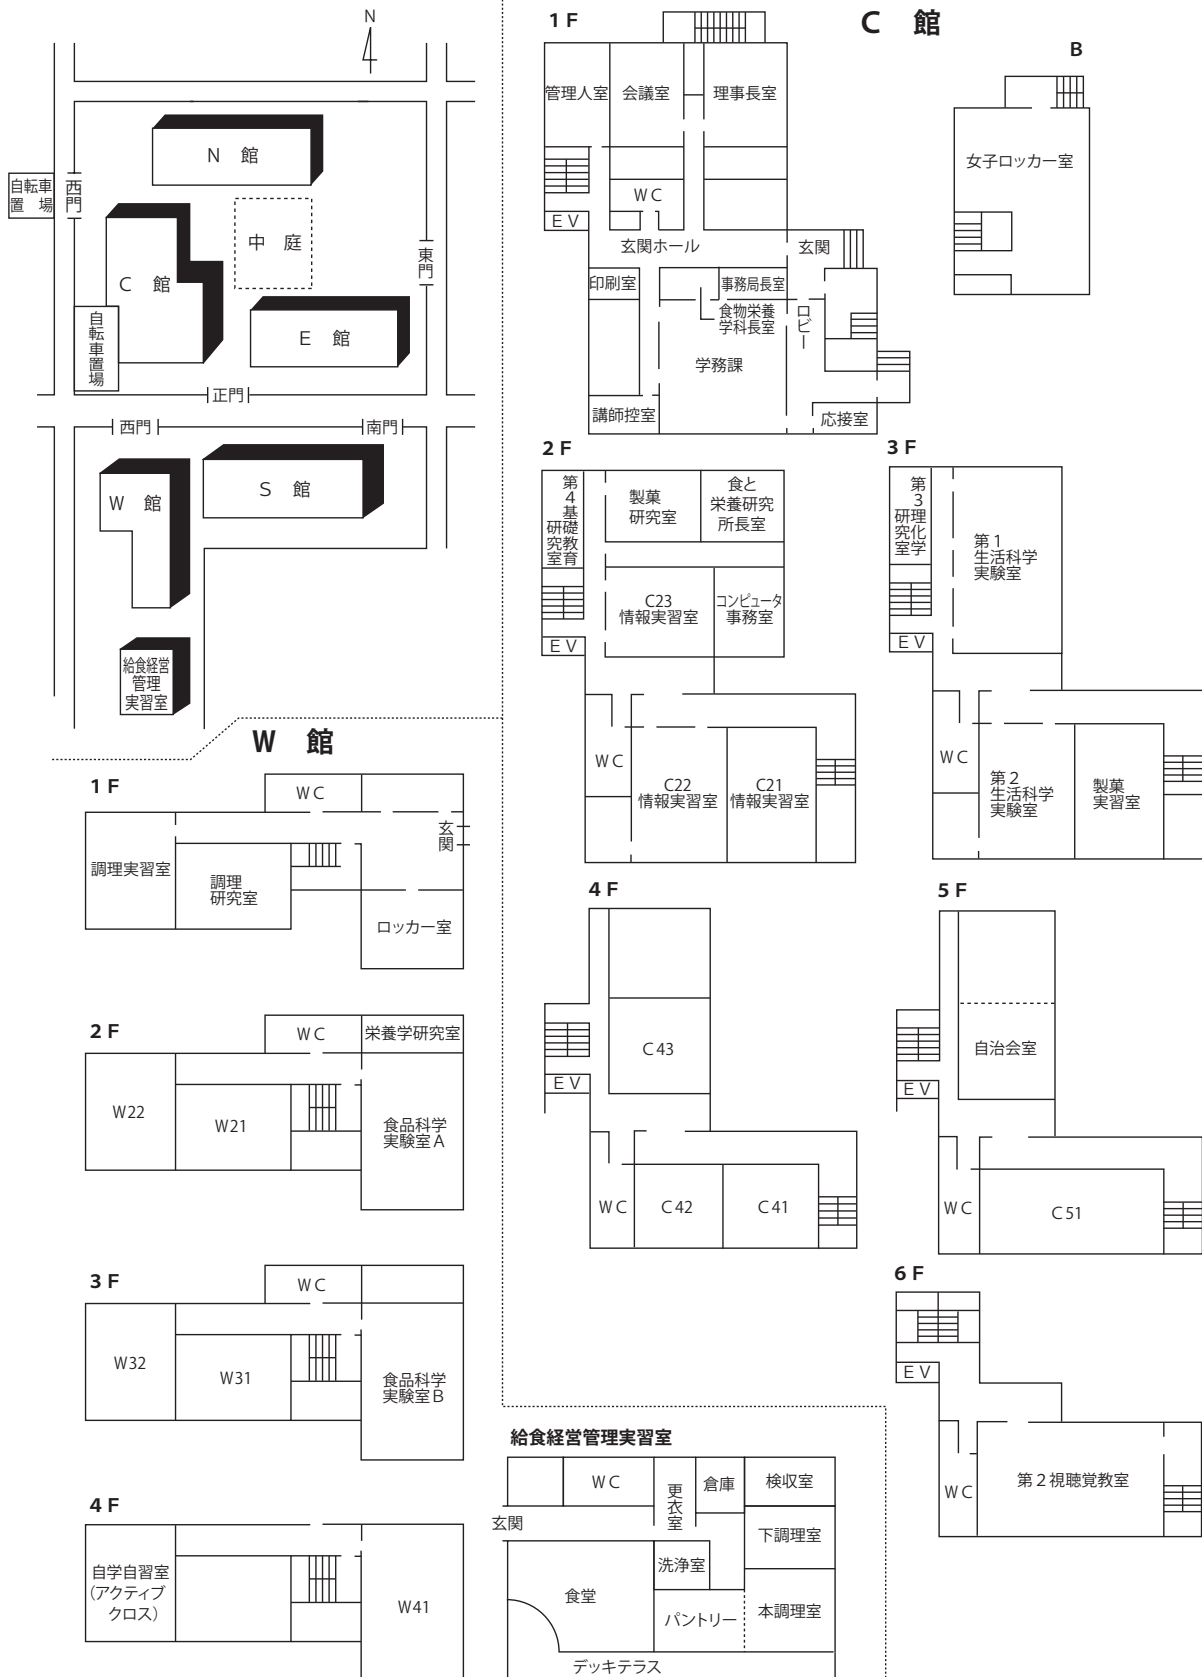 N
N 館
自転車
置 場
西門
中 庭
東門
C 館
自転車置場
E 館
正門
西門
南門
W 館
S 館
給食経営
管理
実習室
W 館
1 F
WC
玄関
調理実習室
調理
研究室
ロッカー室
2 F
WC
栄養学研究室
W22
W21
食品科学
実験室A
3 F
WC
W32
W31
食品科学
実験室B
4 F
自学自習室
(アクティブ
クロス)
W41
C 館
1 F
管理人室
会議室
理事長室
WC
EV
玄関ホール
玄関
印刷室
事務局長室
食物栄養
学科長室
ロビー
学務課
講師控室
応接室
B
女子ロッカー室
2 F
第4基礎教育
研究室
製菓
研究室
食と
栄養研究
所長室
C23
情報実習室
コンピュータ
事務室
EV
WC
C22
情報実習室
C21
情報実習室
3 F
第3理化学
研究室
第1
生活科学
実験室
EV
WC
第2
生活科学
実験室
製菓
実習室
4 F
C43
EV
WC
C42
C41
5 F
自治会室
EV
WC
C51
6 F
EV
WC
第2視聴覚教室
給食経営管理実習室
WC
更衣室
倉庫
検収室
玄関
下調理室
洗浄室
食堂
パントリー
本調理室
デッキテラス